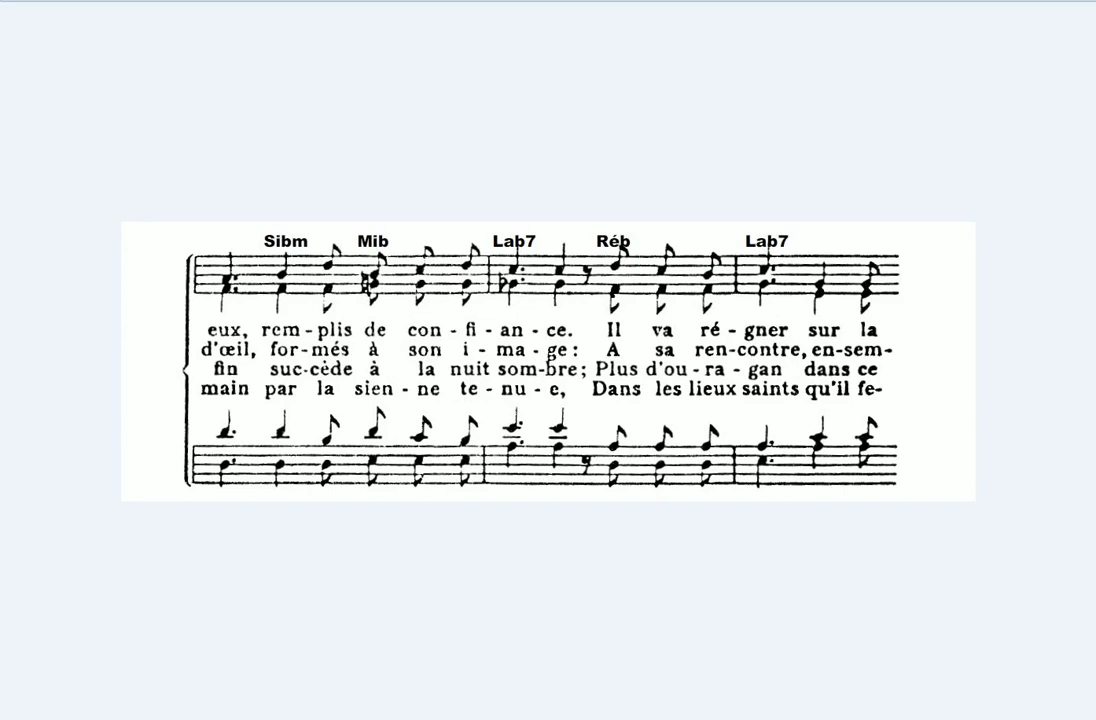 Sibm Mib Lab7 Réb Lab7
eux, rem-plis de con-fi-an-ce. Il va ré-gner sur la
d'œil, for-més à son i-ma-ge: A sa ren-contre, en-sem-
fin suc-cède à la nuit som-bre; Plus d'ou-ra-gan dans ce
main par la sien-ne te-nu-e, Dans les lieux saints qu'il fe-